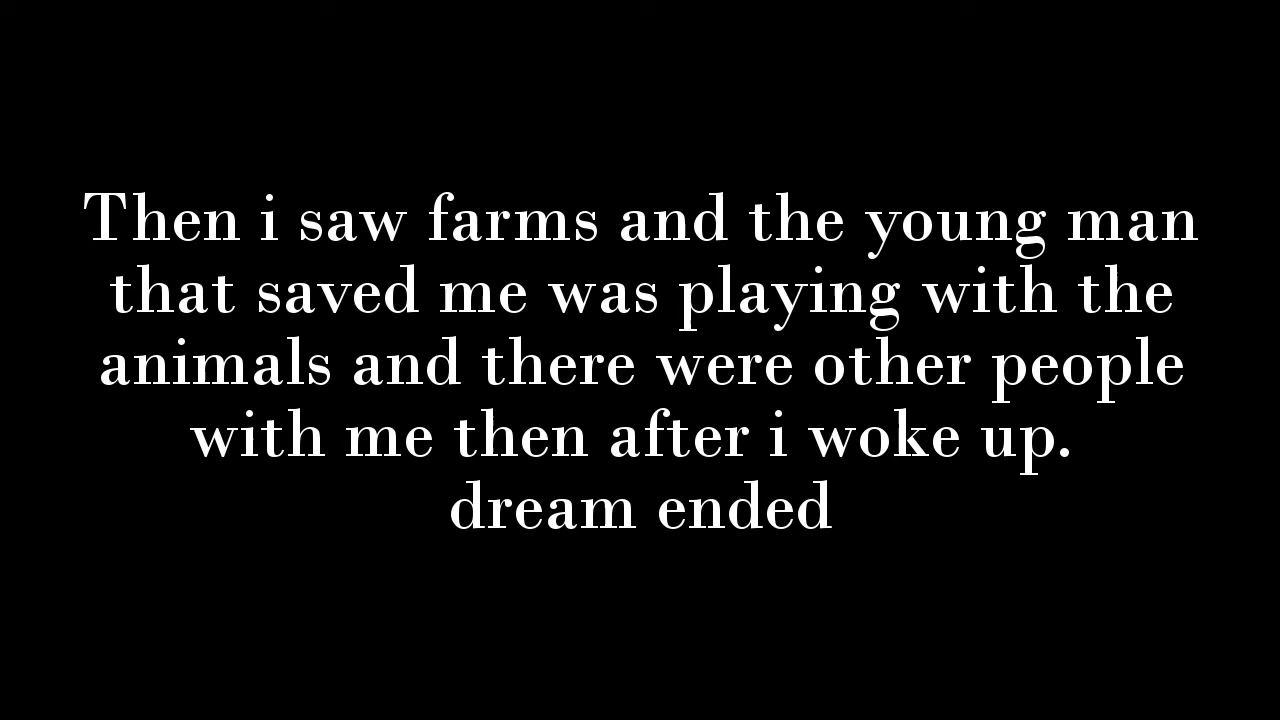 Then i saw farms and the young man
that saved me was playing with the
animals and there were other people
with me then after i woke up.
dream ended